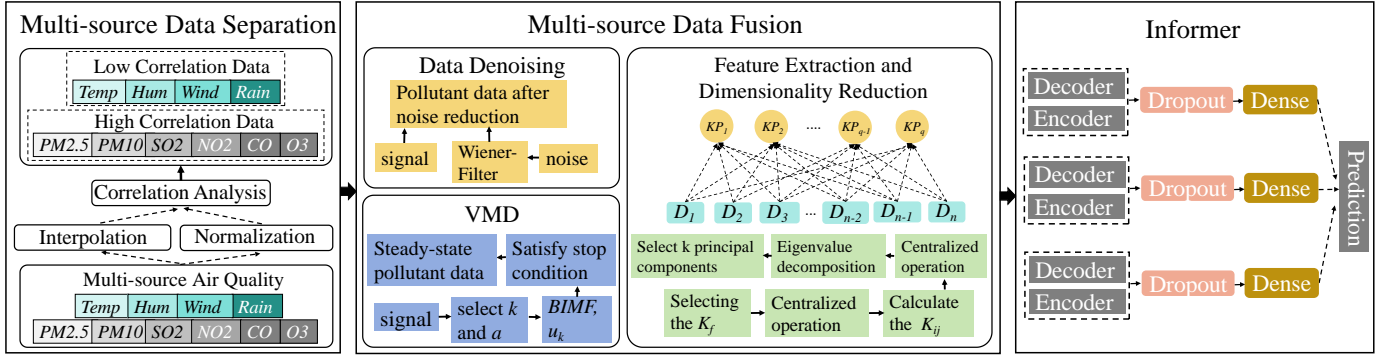 Multi-source Data Separation
Low Correlation Data
Temp Hum Wind Rain
High Correlation Data
PM2.5 PM10 SO2 NO2 CO O3
Correlation Analysis
Interpolation
Normalization
Multi-source Air Quality
Temp Hum Wind Rain
PM2.5 PM10 SO2 NO2 CO O3
Multi-source Data Fusion
Data Denoising
Pollutant data after
noise reduction
signal
Wiener-
Filter
noise
VMD
Steady-state
pollutant data
Satisfy stop
condition
signal
select k
and a
BIMF,
u_k
Feature Extraction and
Dimensionality Reduction
KP_1 KP_2 .... KP_{q-1} KP_q
D_1 D_2 D_3 ... D_{n-2} D_{n-1} D_n
Select k principal
components
Eigenvalue
decomposition
Centralized
operation
Selecting
the K_f
Centralized
operation
Calculate
the K_{ij}
Informer
Decoder
Encoder
Dropout
Dense
Decoder
Encoder
Dropout
Dense
Decoder
Encoder
Dropout
Dense
Prediction